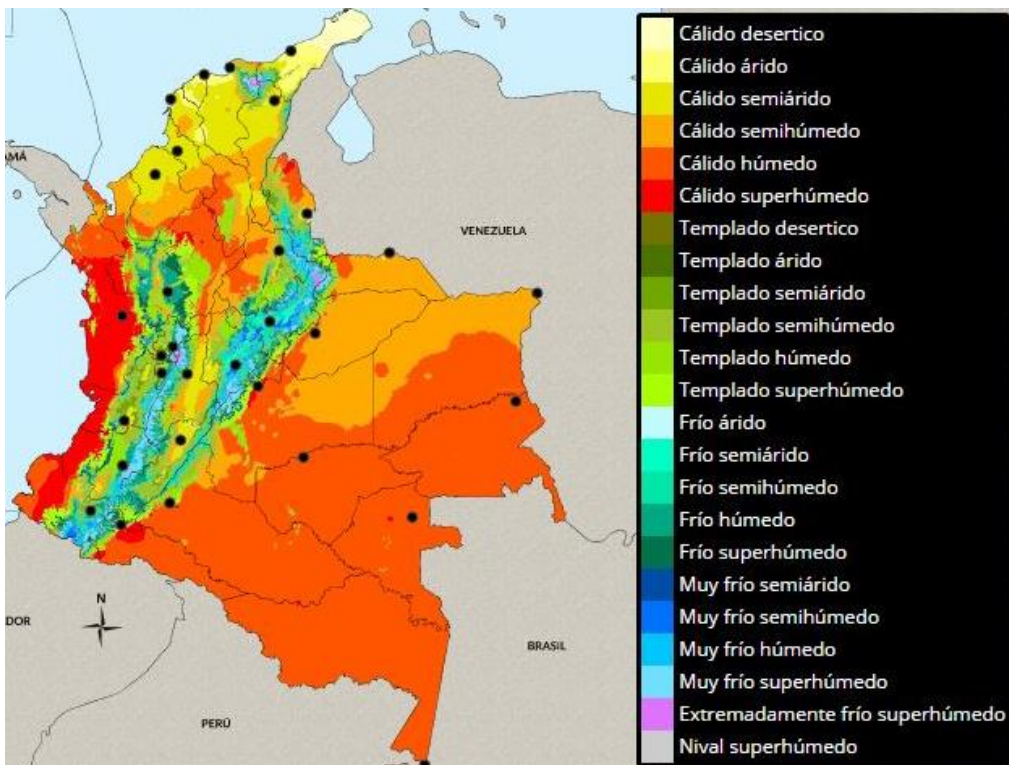 AMÁ
VENEZUELA
N
DOR
BRASIL
PERÚ
Cálido desertico
Cálido árido
Cálido semiárido
Cálido semihúmedo
Cálido húmedo
Cálido superhúmedo
Templado desertico
Templado árido
Templado semiárido
Templado semihúmedo
Templado húmedo
Templado superhúmedo
Frío árido
Frío semiárido
Frío semihúmedo
Frío húmedo
Frío superhúmedo
Muy frío semiárido
Muy frío semihúmedo
Muy frío húmedo
Muy frío superhúmedo
Extremadamente frío superhúmedo
Nival superhúmedo